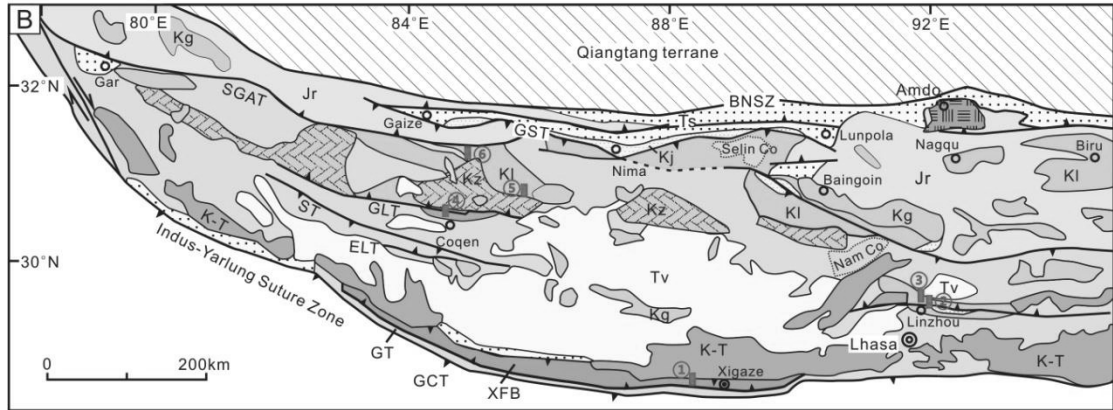 B
80°E
84°E
88°E
92°E
Kg
Qiangtang terrane
32°N
Gar
SGAT
Jr
BNSZ
Amdo
Gaize
Ts
GST
Lunpola
Kj
Selin Co
Nagqu
Biru
⑥
Nima
Kl
Kz
Kl
⑤
Baingoin
Jr
④
Kz
Kl
Kg
K-T
ST
GLT
Coqen
ELT
Nam Co
30°N
Indus-Yarlung Suture Zone
Tv
③
Tv
②
Kg
Linzhou
Lhasa
GT
K-T
K-T
0
200km
GCT
XFB
①
Xigaze